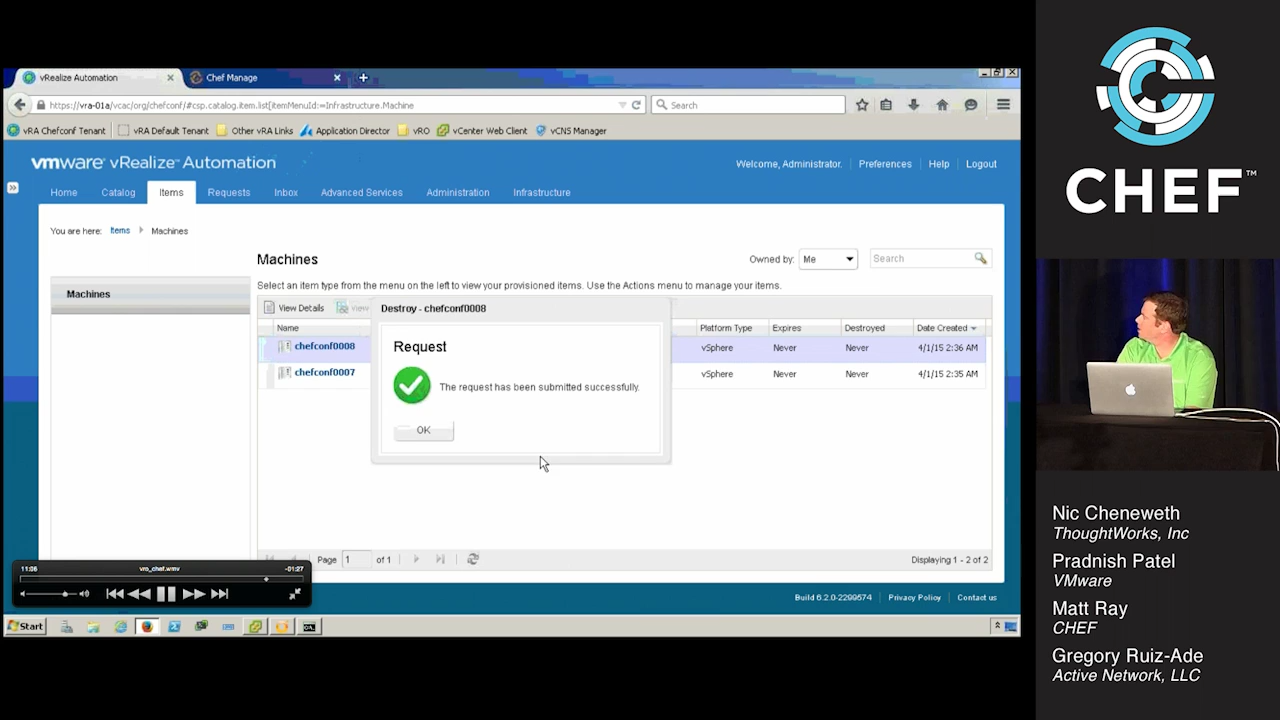 vRealize Automation
Chef Manage
https://vra-01a/vcac/org/chefconf/#csp.catalog.item.list[itemMenuId:=Infrastructure.Machine
Search
vRA Chefconf Tenant
vRA Default Tenant
Other vRA Links
Application Director
vRO
vCenter Web Client
vCNS Manager
vmware® vRealize™ Automation
Welcome, Administrator.
Preferences
Help
Logout
Home
Catalog
Items
Requests
Inbox
Advanced Services
Administration
Infrastructure
You are here: Items Machines
Machines
Machines
Owned by: Me
Search
Select an item type from the menu on the left to view your provisioned items. Use the Actions menu to manage your items.
View Details
View
Destroy - chefconf0008
Name
Platform Type
Expires
Destroyed
Date Created
chefconf0008
vSphere
Never
Never
4/1/15 2:36 AM
chefconf0007
vSphere
Never
Never
4/1/15 2:35 AM
Request
The request has been submitted successfully.
OK
Page 1 of 1
Displaying 1 - 2 of 2
11:06
vra_chef.wmv
-01:27
Build 6.2.0-2299574
Privacy Policy
Contact us
Start
CHEF™
Nic Cheneweth
ThoughtWorks, Inc
Pradnish Patel
VMware
Matt Ray
CHEF
Gregory Ruiz-Ade
Active Network, LLC